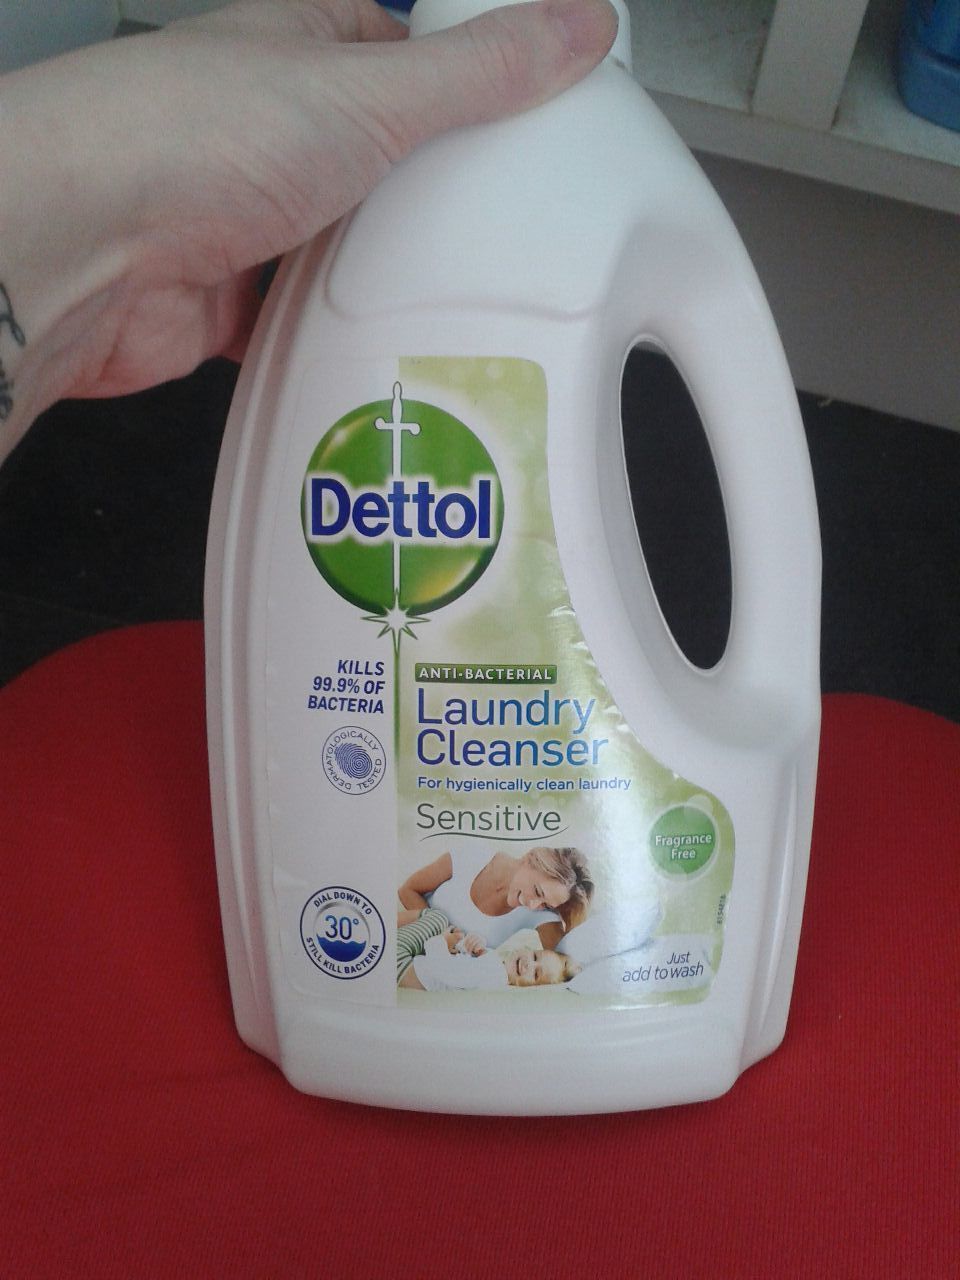 Dettol
KILLS
99.9% OF
BACTERIA
DERMATOLOGICALLY TESTED
ANTI-BACTERIAL
Laundry
Cleanser
For hygienically clean laundry
Sensitive
Fragrance
Free
DIAL DOWN TO
30°
STILL KILL BACTERIA
Just
add to wash